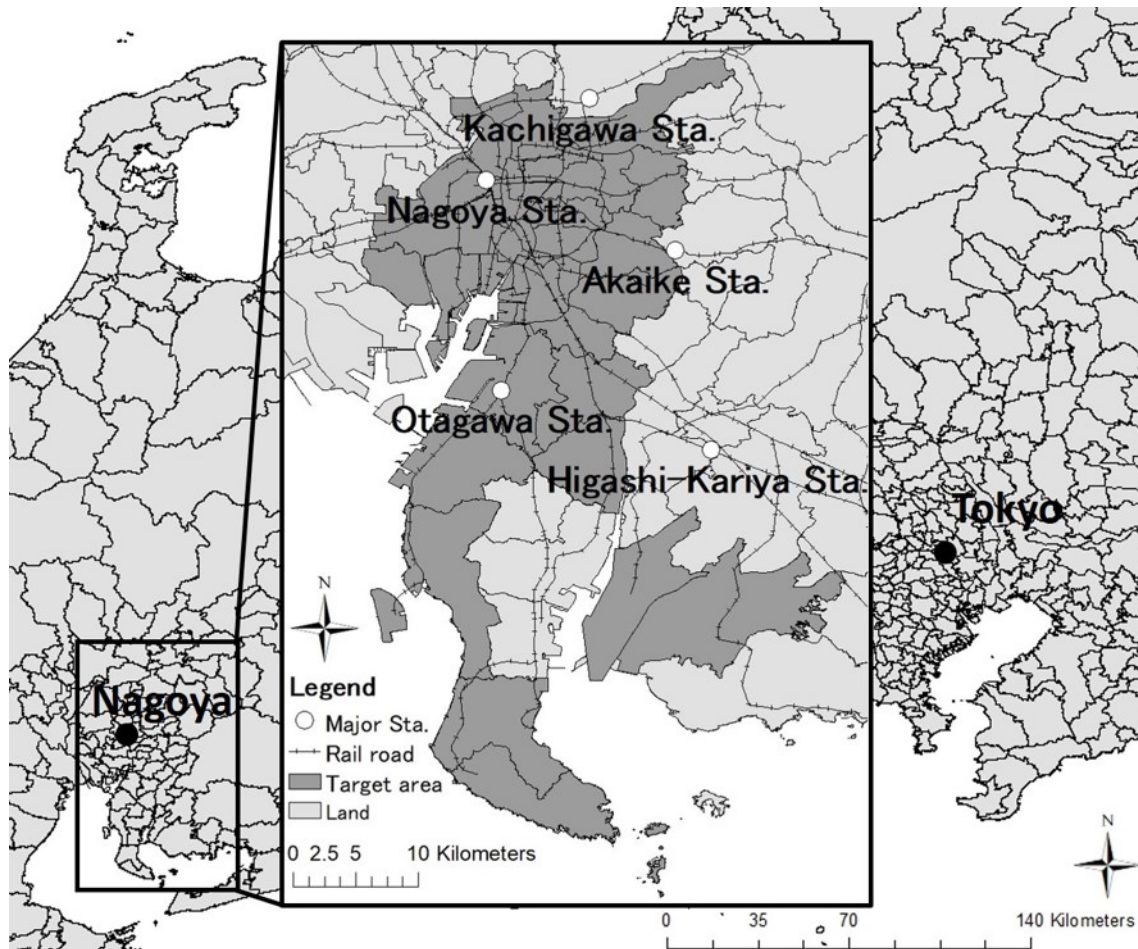 Kachigawa Sta.
Nagoya Sta.
Akaike Sta.
Otagawa Sta.
Higashi-Kariya Sta.
Tokyo
N
Nagoya
Legend
Major Sta.
Rail road
Target area
Land
0 2.5 5 10 Kilometers
N
0 35 70 140 Kilometers